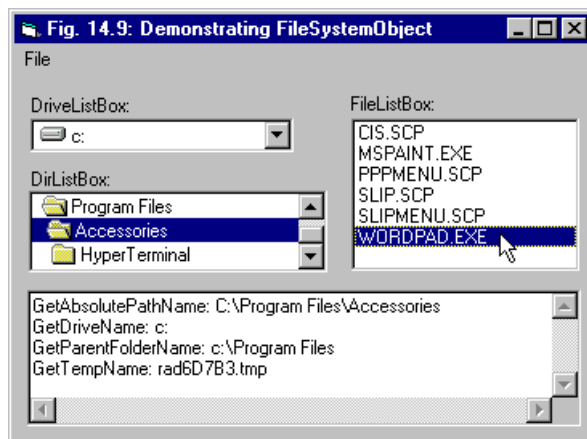 Fig. 14.9: Demonstrating FileSystemObject
File
DriveListBox:
c:
DirListBox:
Program Files
Accessories
HyperTerminal
FileListBox:
CIS.SCP
MSPAINT.EXE
PPPMENU.SCP
SLIP.SCP
SLIPMENU.SCP
WORDPAD.EXE
GetAbsolutePathName: C:\Program Files\Accessories
GetDriveName: c:
GetParentFolderName: c:\Program Files
GetTempName: rad6D7B3.tmp